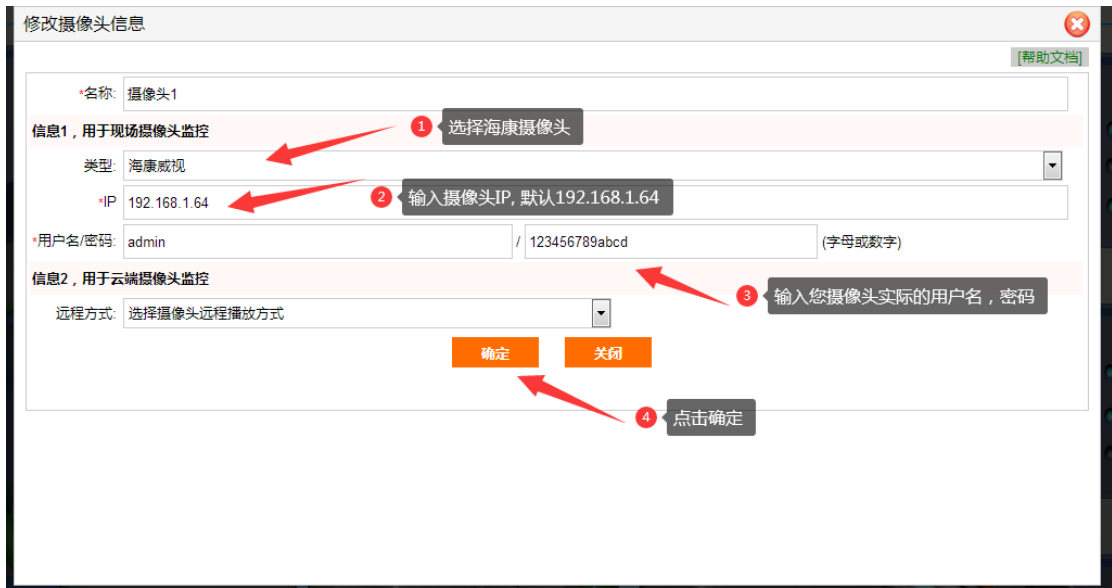 修改摄像头信息
[帮助文档]
*名称: 摄像头1
信息1，用于现场摄像头监控
1 选择海康摄像头
类型: 海康威视
2 输入摄像头IP, 默认192.168.1.64
*IP 192.168.1.64
*用户名/密码: admin / 123456789abcd (字母或数字)
信息2，用于云端摄像头监控
3 输入您摄像头实际的用户名，密码
远程方式: 选择摄像头远程播放方式
确定 关闭
4 点击确定